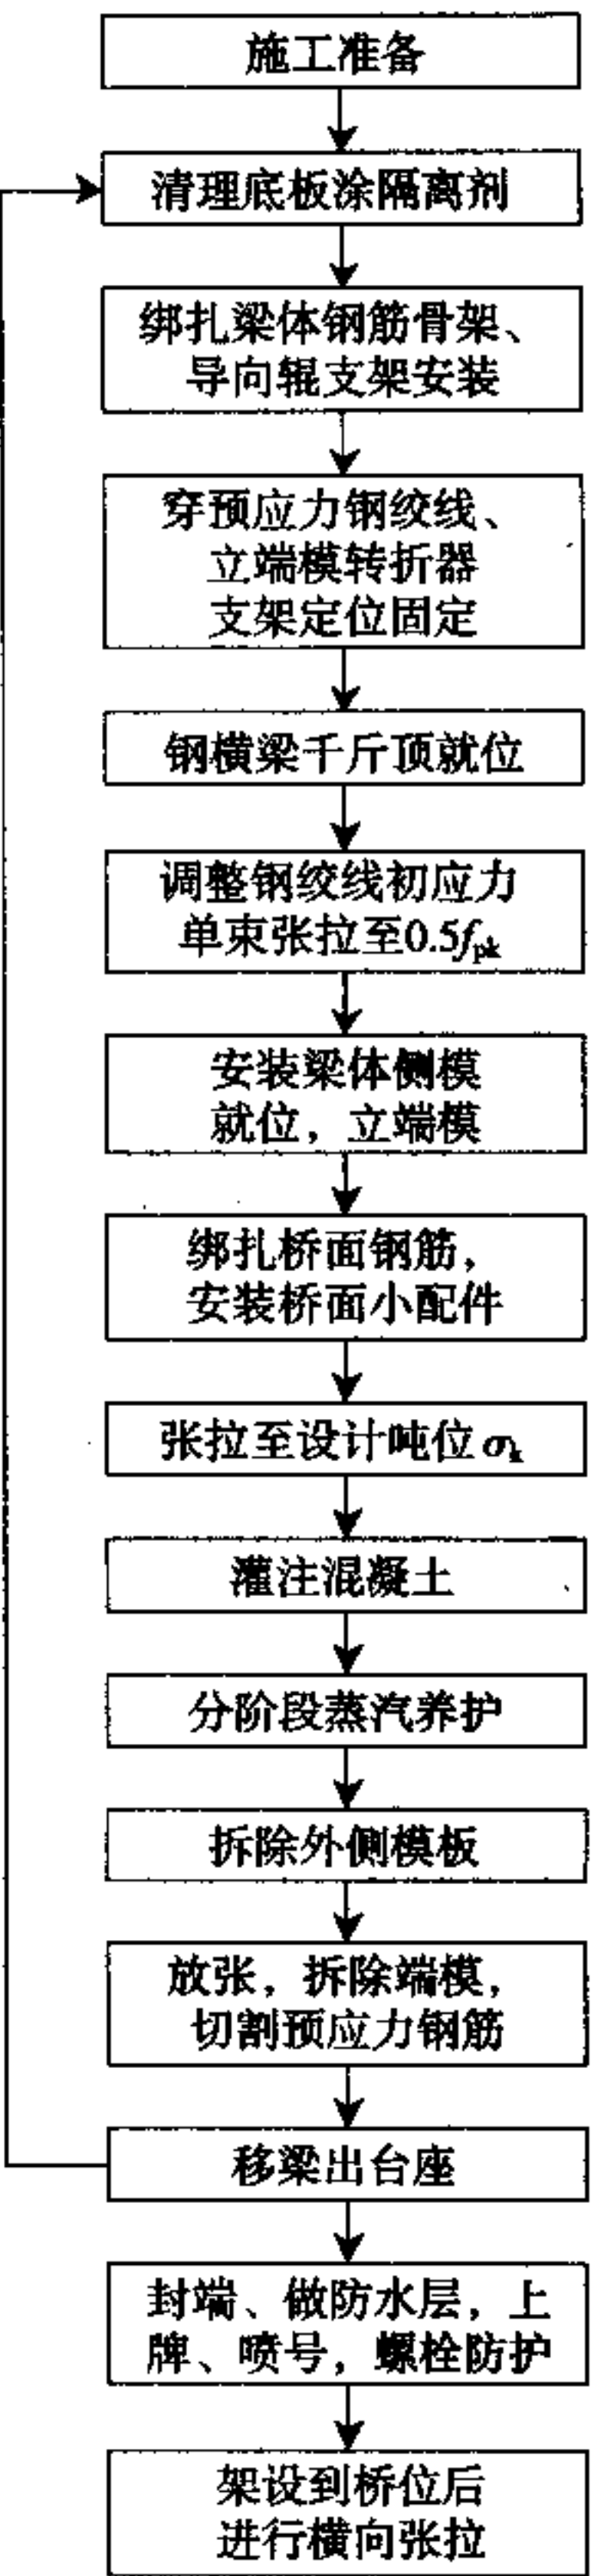 施工准备
清理底板涂隔离剂
绑扎梁体钢筋骨架、
导向辊支架安装
穿预应力钢绞线、
立端模转折器
支架定位固定
钢横梁千斤顶就位
调整钢绞线初应力
单束张拉至0.5fpk
安装梁体侧模
就位，立端模
绑扎桥面钢筋，
安装桥面小配件
张拉至设计吨位σk
灌注混凝土
分阶段蒸汽养护
拆除外侧模板
放张，拆除端模，
切割预应力钢筋
移梁出台座
封端、做防水层，上
牌、喷号，螺栓防护
架设到桥位后
进行横向张拉